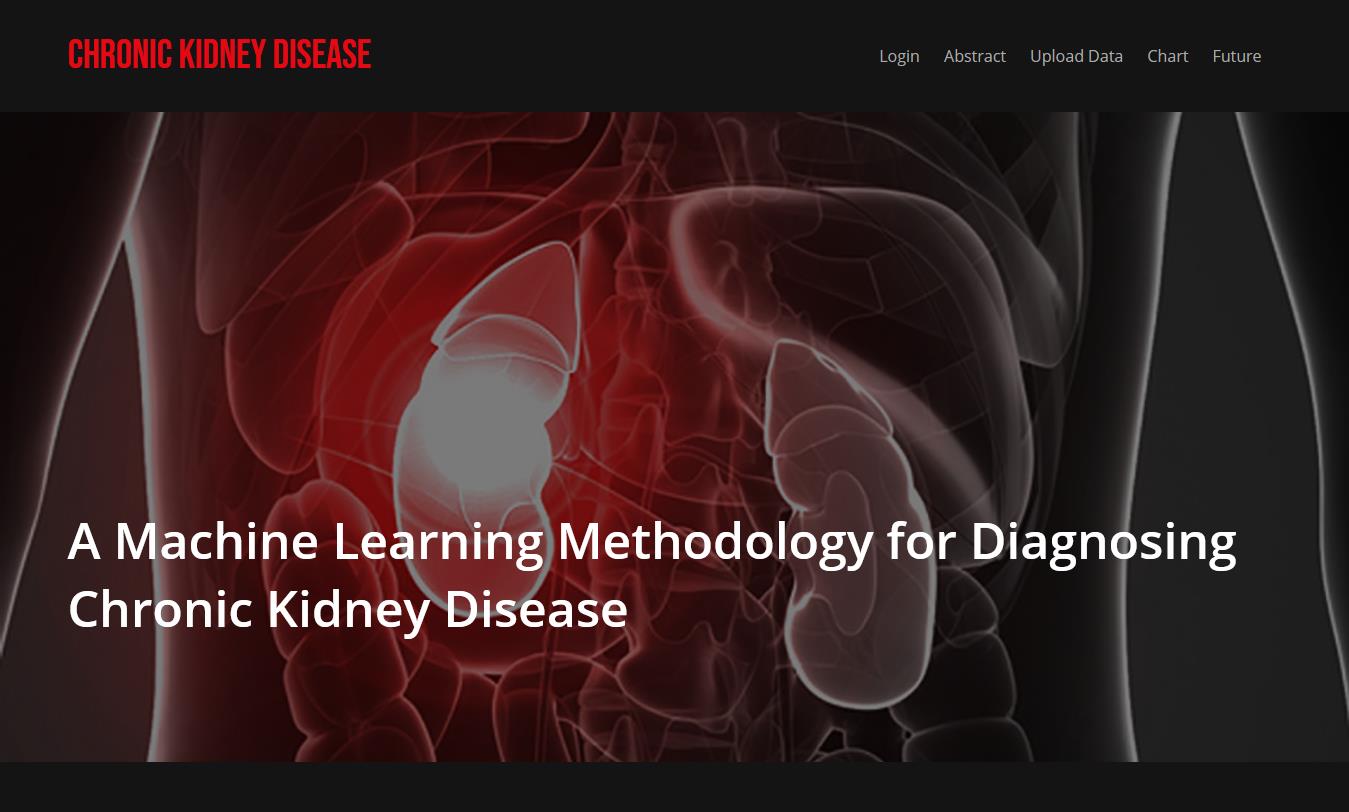 CHRONIC KIDNEY DISEASE
Login Abstract Upload Data Chart Future
A Machine Learning Methodology for Diagnosing
Chronic Kidney Disease